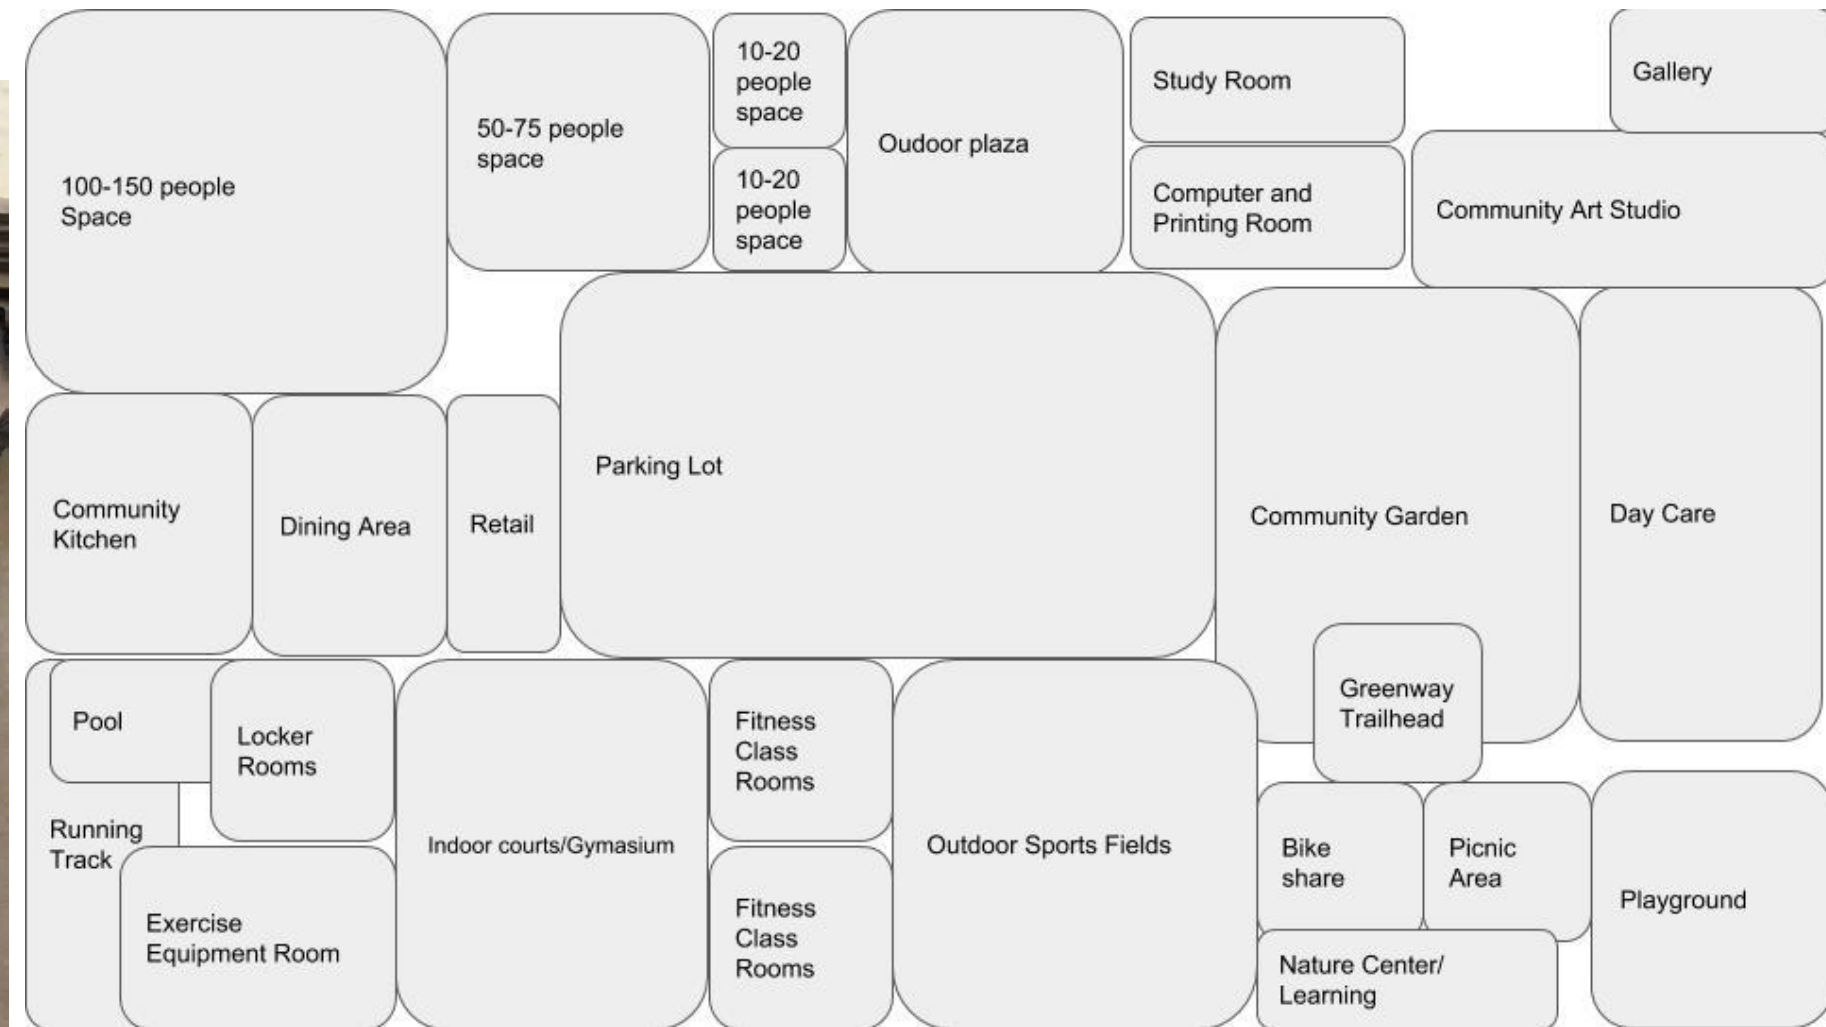 100-150 people
Space
50-75 people
space
10-20
people
space
10-20
people
space
Oudoor plaza
Study Room
Computer and
Printing Room
Gallery
Community Art Studio
Community
Kitchen
Dining Area
Retail
Parking Lot
Community Garden
Day Care
Greenway
Trailhead
Pool
Locker
Rooms
Running
Track
Exercise
Equipment Room
Indoor courts/Gymasium
Fitness
Class
Rooms
Fitness
Class
Rooms
Outdoor Sports Fields
Bike
share
Picnic
Area
Nature Center/
Learning
Playground